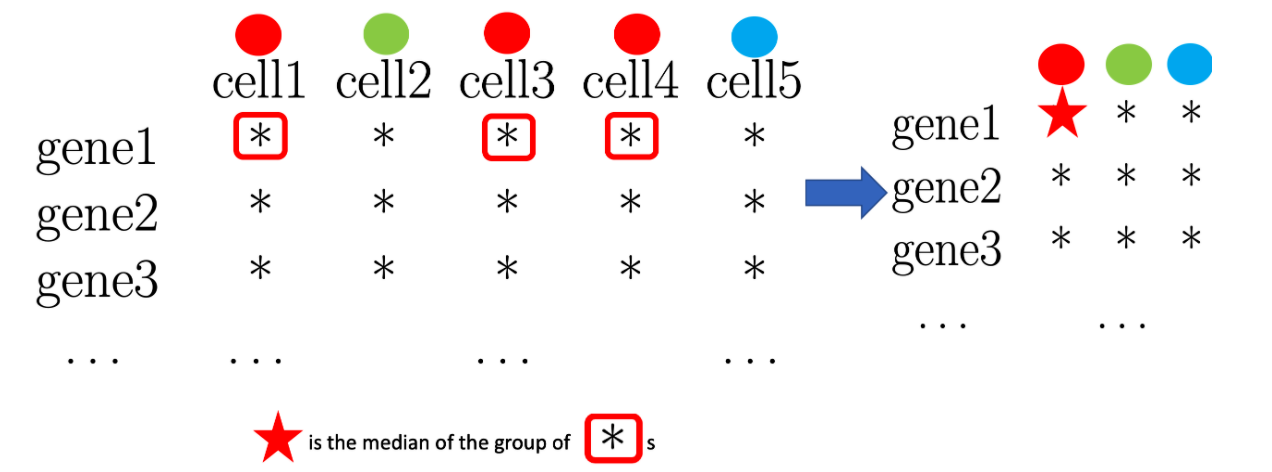 cell1 cell2 cell3 cell4 cell5
gene1 * * * * *
gene2 * * * * *
gene3 * * * * *
... ... ... ...
gene1 * *
gene2 * * *
gene3 * * *
... ...
is the median of the group of * s